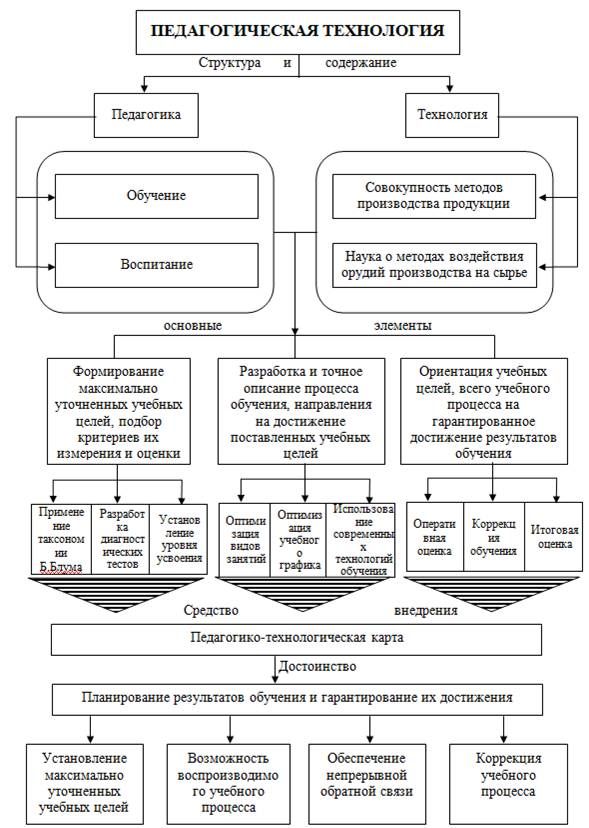 ПЕДАГОГИЧЕСКАЯ ТЕХНОЛОГИЯ
Структура и содержание
Педагогика
Технология
Обучение
Воспитание
Совокупность методов
производства продукции
Наука о методах воздействия
орудий производства на сырье
основные элементы
Формирование
максимально
уточненных учебных
целей, подбор
критериев их
измерения и оценки
Разработка и точное
описание процесса
обучения, направления
на достижение
поставленных учебных
целей
Ориентация учебных
целей, всего учебного
процесса на
гарантированное
достижение результатов
обучения
Примене
ние
таксоном
ии
Б.Блума
Разработ
ка
диагност
ических
тестов
Установ
ление
уровня
усвоения
Оптими
зация
видов
занятий
Оптимиз
ация
учебног
о
графика
Использова
ние
современны
х
технологий
обучения
Операти
вная
оценка
Коррекц
ия
обучения
Итоговая
оценка
Средство внедрения
Педагогико-технологическая карта
Достоинство
Планирование результатов обучения и гарантирование их достижения
Установление
максимально
уточненных
учебных целей
Возможность
воспроизводимо
го учебного
процесса
Обеспечение
непрерывной
обратной связи
Коррекция
учебного
процесса